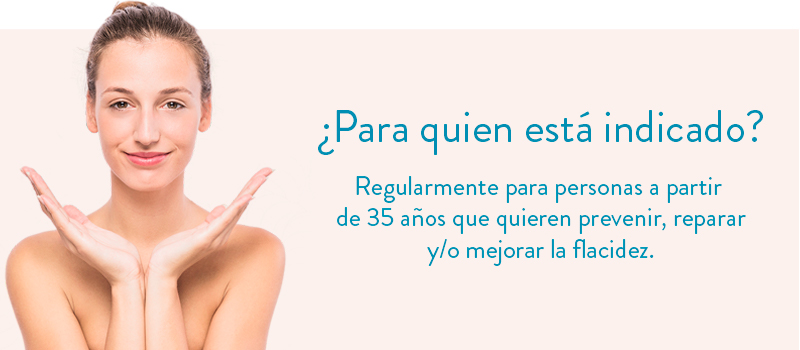 ¿Para quien está indicado?
Regularmente para personas a partir
de 35 años que quieren prevenir, reparar
y/o mejorar la flacidez.